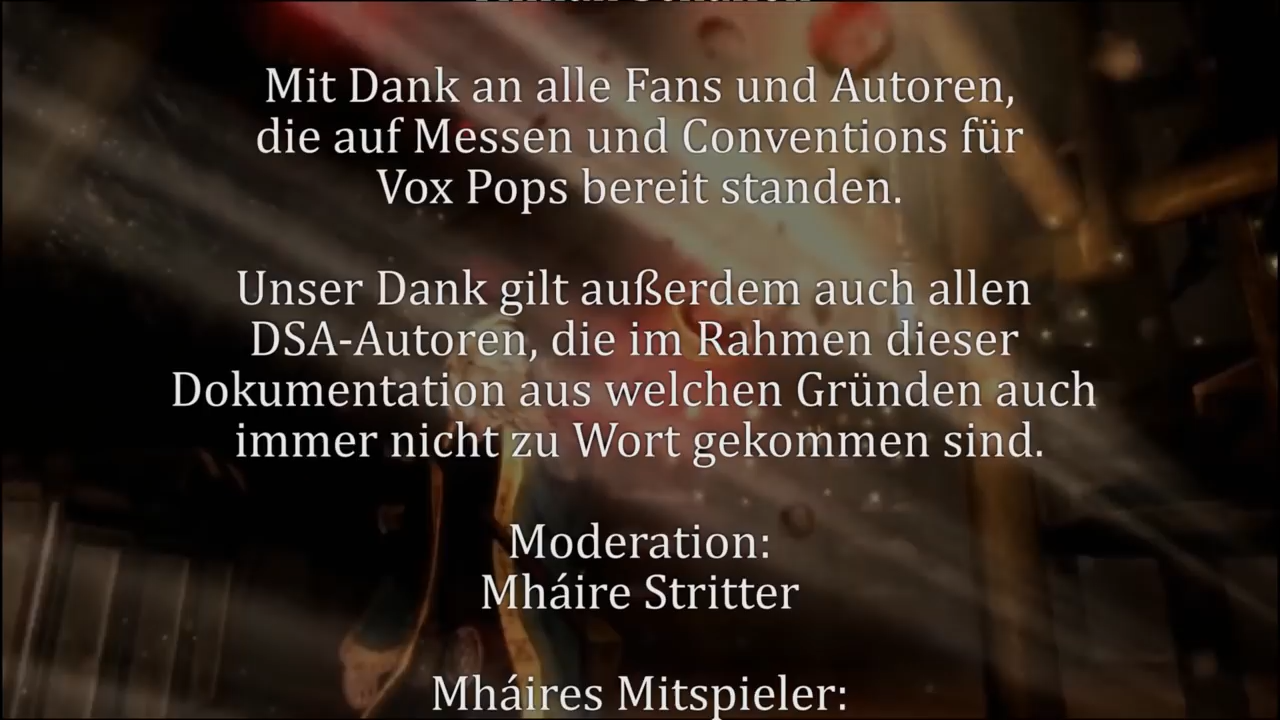 Mit Dank an alle Fans und Autoren,
die auf Messen und Conventions für
Vox Pops bereit standen.
Unser Dank gilt außerdem auch allen
DSA-Autoren, die im Rahmen dieser
Dokumentation aus welchen Gründen auch
immer nicht zu Wort gekommen sind.
Moderation:
Mháire Stritter
Mháires Mitspieler: